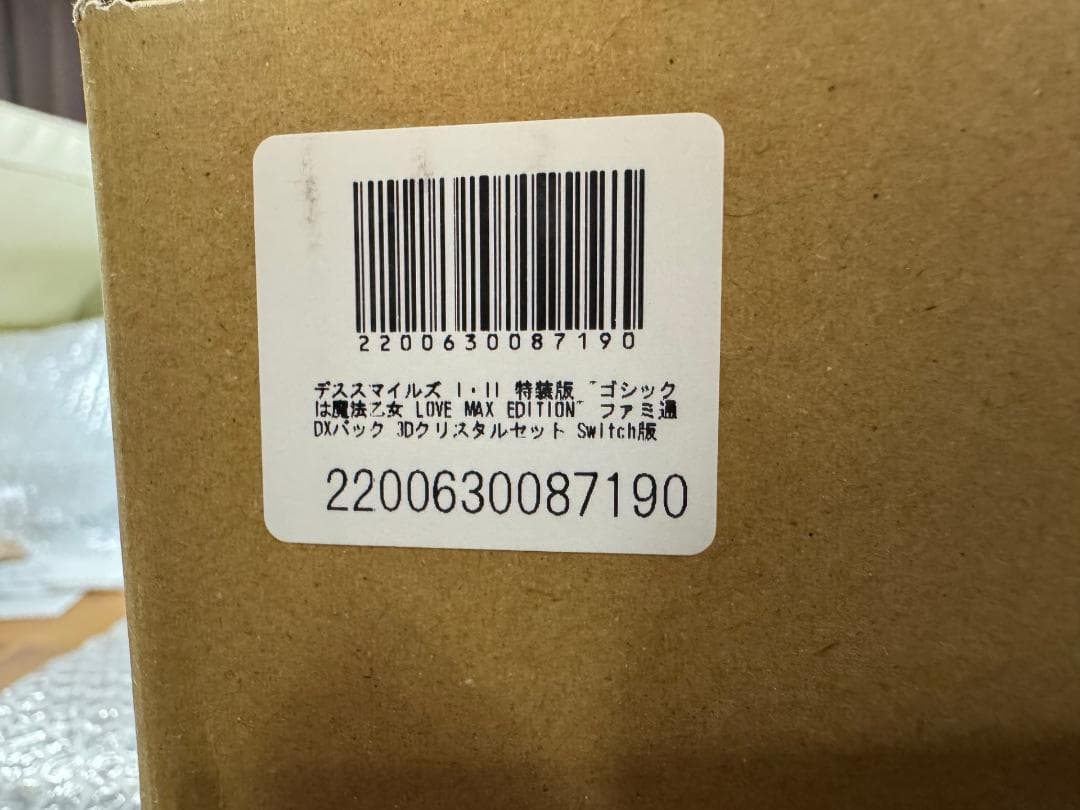 2200630087190
デススマイルズ I・II 特装版 "ゴシック
は魔法乙女 LOVE MAX EDITION" ファミ通
DXパック 3Dクリスタルセット Switch版
2200630087190